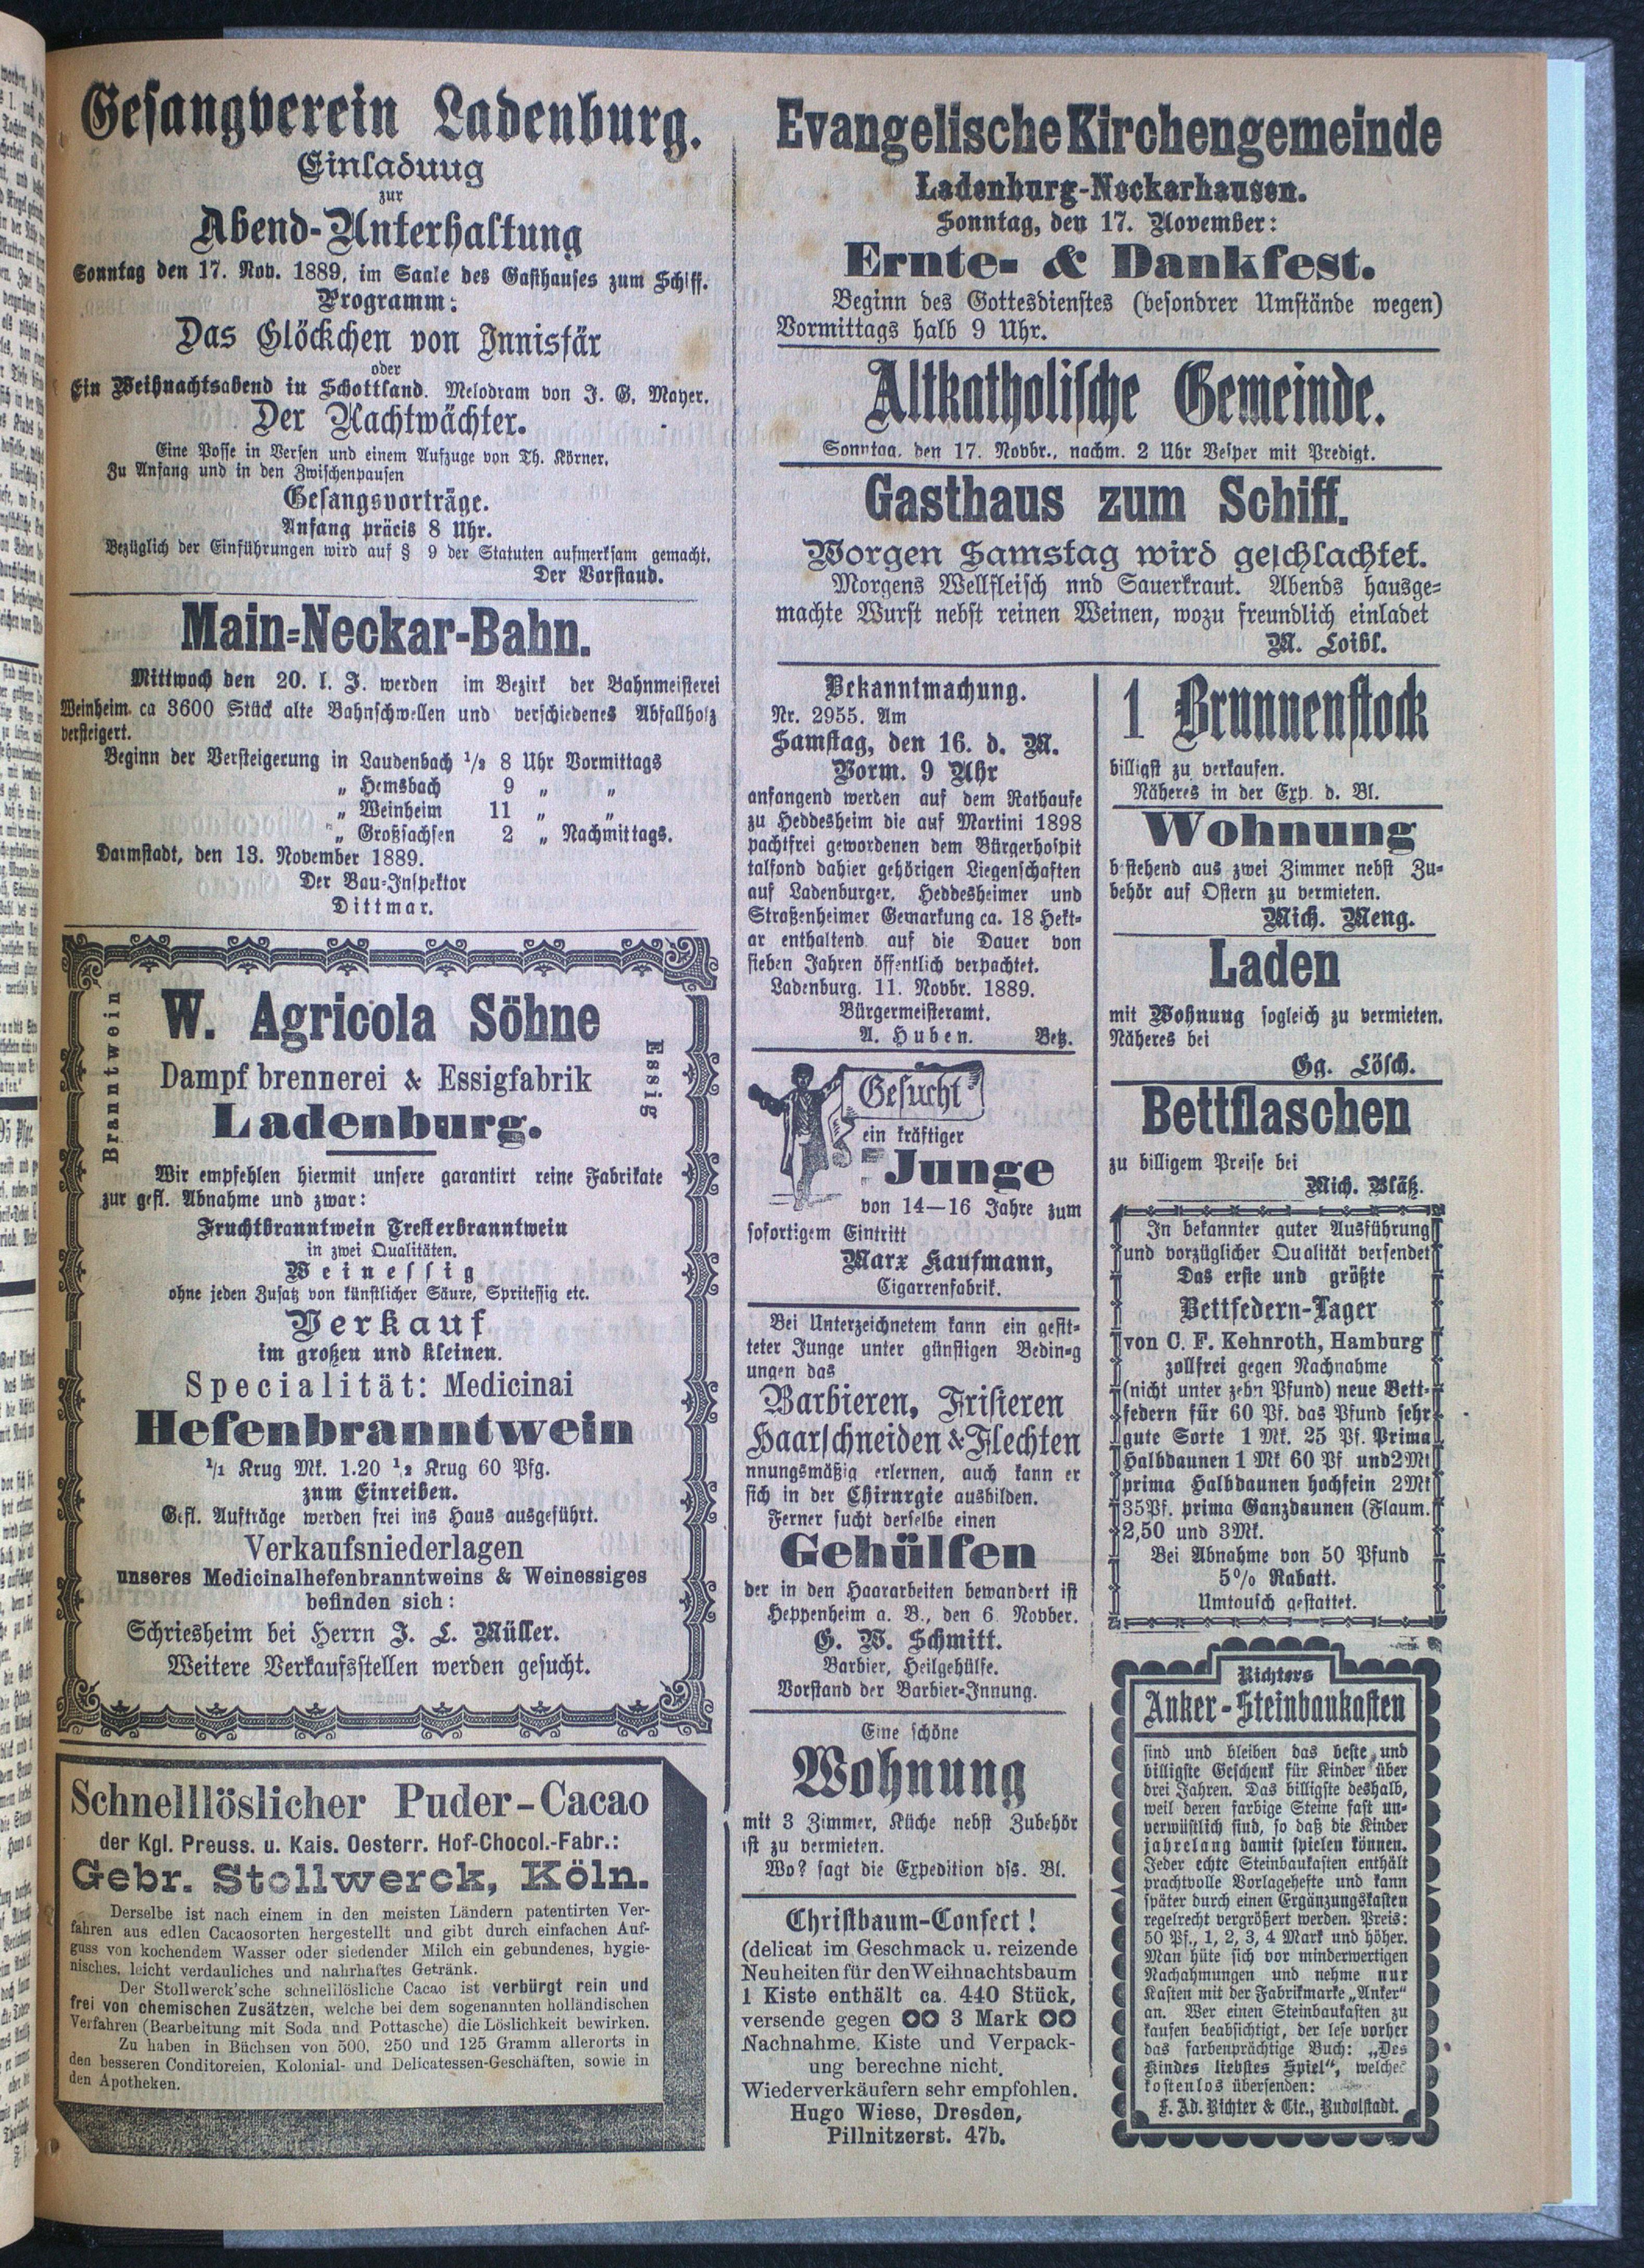 Gesangverein Ladenburg.
Einladuug
zur
Abend-Unterhaltung
Sonntag den 17. Nov. 1889, im Saale des Gasthauses zum Schiff.
Programm:
Das Glöckchen von Innisfär
oder
Ein Weihnachtsabend in Schottland. Melodram von J. G. Mayer.
Der Nachtwächter.
Eine Posse in Versen und einem Aufzuge von Th. Körner.
Zu Anfang und in den Zwischenpausen
Gesangsvorträge.
Anfang präcis 8 Uhr.
Bezüglich der Einführungen wird auf § 9 der Statuten aufmerksam gemacht.
Der Vorstand.
Main-Neckar-Bahn.
Mittwoch den 20. l. J. werden im Bezirk der Bahnmeisterei
Weinheim ca 3600 Stück alte Bahnschwellen und verschiedenes Abfallholz
versteigert.
Beginn der Versteigerung in Laudenbach 1/2 8 Uhr Vormittags
„ Hemsbach 9 „ „
„ Weinheim 11 „ „
„ Großsachsen 2 „ Nachmittags.
Darmstadt, den 13. November 1889.
Der Bau-Inspektor
Dittmar.
Branntwein
Essig
W. Agricola Söhne
Dampfbrennerei & Essigfabrik
Ladenburg.
Wir empfehlen hiermit unsere garantirt reine Fabrikate
zur gefl. Abnahme und zwar:
Fruchtbranntwein Tresterbranntwein
in zwei Qualitäten.
Weinessig
ohne jeden Zusatz von künstlicher Säure, Spritessig etc.
Verkauf
im großen und kleinen.
Specialität: Medicinai
Hefenbranntwein
1/1 Krug Mk. 1.20 1/2 Krug 60 Pfg.
zum Einreiben.
Gefl. Aufträge werden frei ins Haus ausgeführt.
Verkaufsniederlagen
unseres Medicinalhefenbranntweins & Weinessiges
befinden sich:
Schriesheim bei Herrn J. L. Müller.
Weitere Verkaufsstellen werden gesucht.
Schnelllöslicher Puder-Cacao
der Kgl. Preuss. u. Kais. Oesterr. Hof-Chocol.-Fabr.:
Gebr. Stollwerck, Köln.
Derselbe ist nach einem in den meisten Ländern patentirten Ver-
fahren aus edlen Cacaosorten hergestellt und gibt durch einfachen Auf-
guss von kochendem Wasser oder siedender Milch ein gebundenes, hygie-
nisches, leicht verdauliches und nahrhaftes Getränk.
Der Stollwerck'sche schnelllösliche Cacao ist verbürgt rein und
frei von chemischen Zusätzen, welche bei dem sogenannten holländischen
Verfahren (Bearbeitung mit Soda und Pottasche) die Löslichkeit bewirken.
Zu haben in Büchsen von 500, 250 und 125 Gramm allerorts in
den besseren Conditoreien, Kolonial- und Delicatessen-Geschäften, sowie in
den Apotheken.
Evangelische Kirchengemeinde
Ladenburg-Neckarhausen.
Sonntag, den 17. November:
Ernte- & Dankfest.
Beginn des Gottesdienstes (besondrer Umstände wegen)
Vormittags halb 9 Uhr.
Altkatholische Gemeinde.
Sonntag, den 17. Novbr., nachm. 2 Uhr Vesper mit Predigt.
Gasthaus zum Schiff.
Morgen Samstag wird geschlachtet.
Morgens Wellfleisch nnd Sauerkraut. Abends hausge-
machte Wurst nebst reinen Weinen, wozu freundlich einladet
M. Loibl.
Bekanntmachung.
Nr. 2955. Am
Samstag, den 16. d. M.
Vorm. 9 Uhr
anfangend werden auf dem Rathause
zu Heddesheim die auf Martini 1898
pachtfrei gewordenen dem Bürgerhospit
talfond dahier gehörigen Liegenschaften
auf Ladenburger, Heddesheimer und
Straßenheimer Gemarkung ca. 18 Hekt-
ar enthaltend auf die Dauer von
sieben Jahren öffentlich verpachtet.
Ladenburg. 11. Novbr. 1889.
Bürgermeisteramt.
A. Huben. Betz.
Gesucht
ein kräftiger
Junge
von 14—16 Jahre zum
sofortigem Eintritt
Marx Kaufmann,
Cigarrenfabrik.
Bei Unterzeichnetem kann ein gesit-
teter Junge unter günstigen Beding-
ungen das
Barbieren, Frisieren
Haarschneiden & Flechten
nnungsmäßig erlernen, auch kann er
sich in der Chirurgie ausbilden.
Ferner sucht derselbe einen
Gehülfen
der in den Haararbeiten bewandert ist
Heppenheim a. B., den 6. Novber.
G. W. Schmitt.
Barbier, Heilgehülfe.
Vorstand der Barbier-Innung.
Eine schöne
Wohnung
mit 3 Zimmer, Küche nebst Zubehör
ist zu vermieten.
Wo? sagt die Expedition dss. Bl.
Christbaum-Confect!
(delicat im Geschmack u. reizende
Neuheiten für den Weihnachtsbaum
1 Kiste enthält ca. 440 Stück,
versende gegen 3 Mark
Nachnahme. Kiste und Verpack-
ung berechne nicht.
Wiederverkäufern sehr empfohlen.
Hugo Wiese, Dresden,
Pillnitzerst. 47b.
1 Brunnenstock
billigst zu verkaufen.
Näheres in der Exp. d. Bl.
Wohnung
bestehend aus zwei Zimmer nebst Zu-
behör auf Ostern zu vermieten.
Mich. Meng.
Laden
mit Wohnung sogleich zu vermieten.
Näheres bei
Gg. Lösch.
Bettflaschen
zu billigem Preise bei
Mich. Bläß.
In bekannter guter Ausführung
und vorzüglicher Qualität versendet
Das erste und größte
Bettfedern-Lager
von C. F. Kehnroth, Hamburg
zollfrei gegen Nachnahme
(nicht unter zehn Pfund) neue Bett-
federn für 60 Pf. das Pfund sehr
gute Sorte 1 Mk. 25 Pf. Prima
Halbdaunen 1 Mk 60 Pf. und 2 Mk
prima Halbdaunen hochfein 2 Mk
35 Pf. prima Ganzdaunen (Flaum.
2,50 und 3 Mk.
Bei Abnahme von 50 Pfund
5% Rabatt.
Umtausch gestattet.
Richters
Anker-Steinbaukasten
sind und bleiben das beste und
billigste Geschenk für Kinder über
drei Jahren. Das billigste deshalb,
weil deren farbige Steine fast un-
verwüstlich sind, so daß die Kinder
jahrelang damit spielen können.
Jeder echte Steinbaukasten enthält
prachtvolle Vorlagehefte und kann
später durch einen Ergänzungskasten
regelrecht vergrößert werden. Preis:
50 Pf., 1, 2, 3, 4 Mark und höher.
Man hüte sich vor minderwertigen
Nachahmungen und nehme nur
Kasten mit der Fabrikmarke „Anker"
an. Wer einen Steinbaukasten zu
kaufen beabsichtigt, der lese vorher
das farbenprächtige Buch: „Des
Kindes liebstes Spiel", welches
kostenlos übersenden:
F. Ad. Richter & Cie., Rudolstadt.